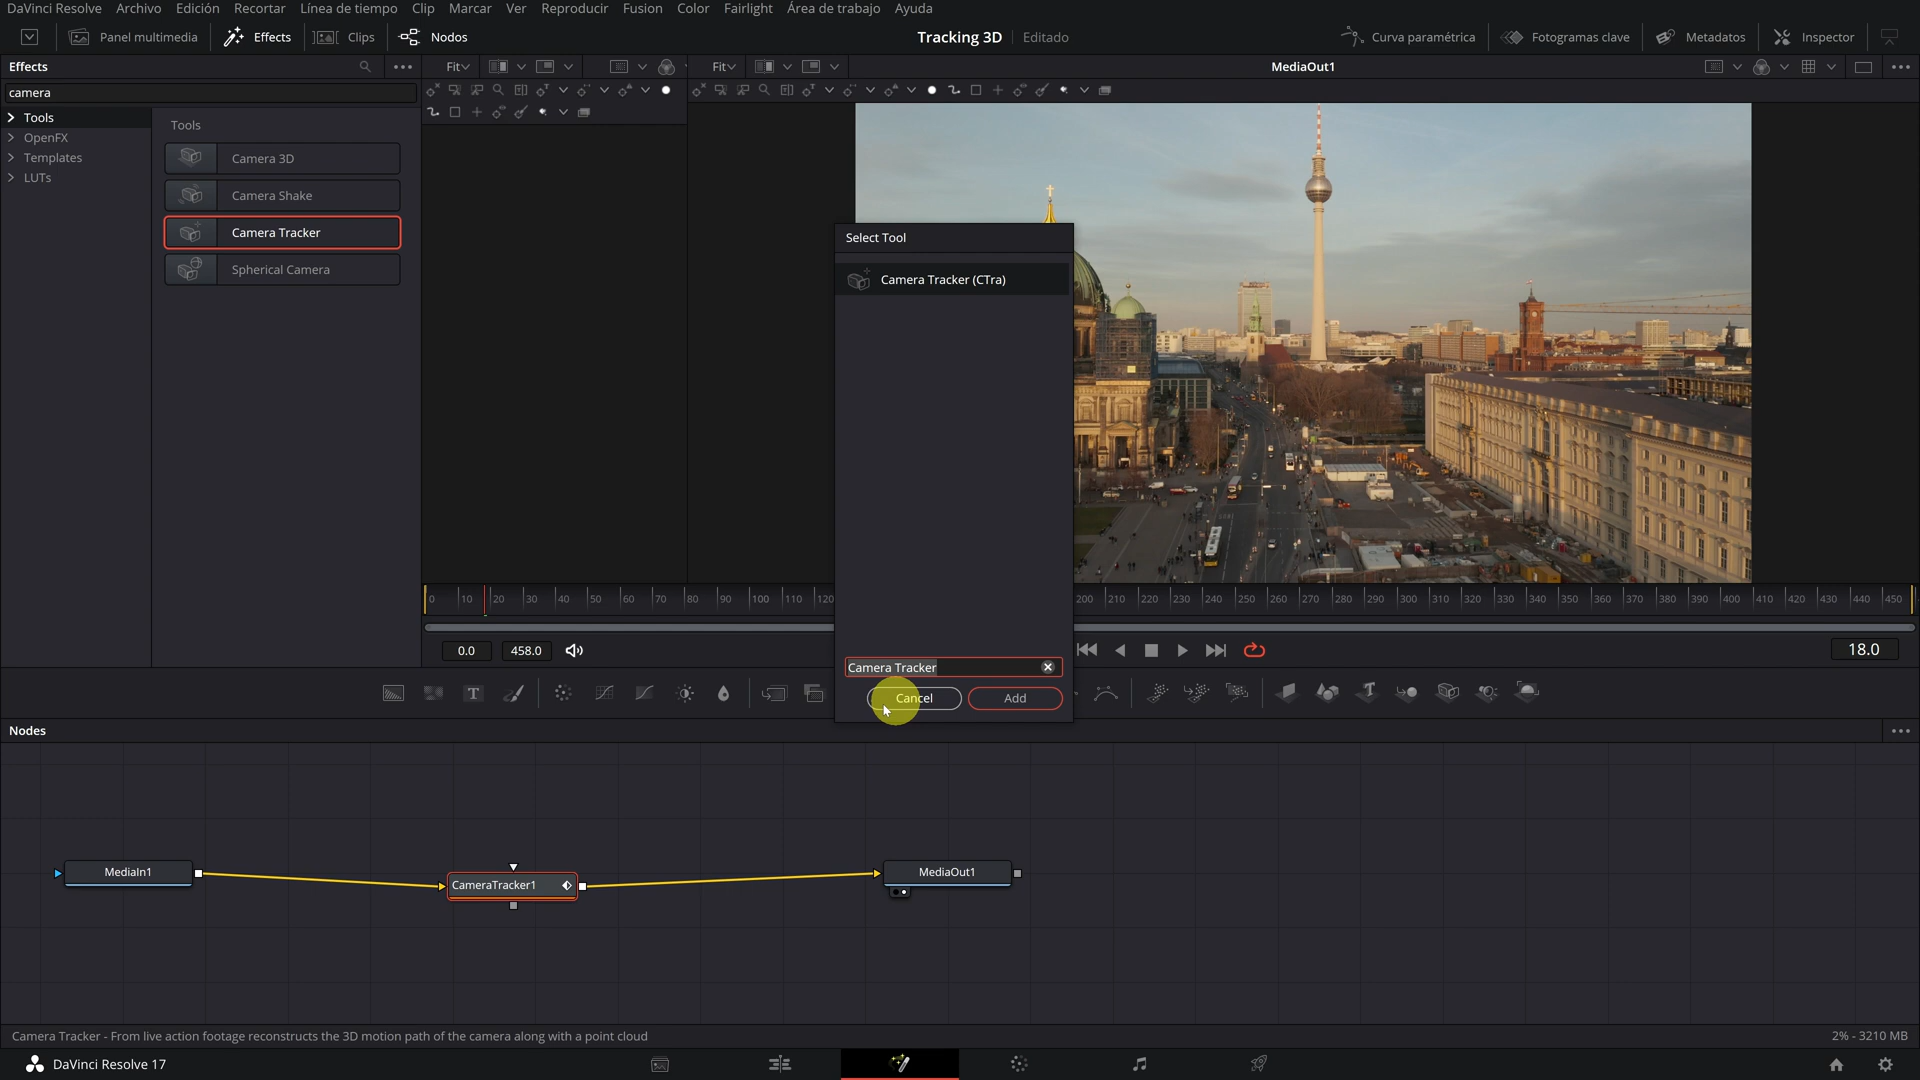 DaVinci Resolve Archivo Edición Recortar Línea de tiempo Clip Marcar Ver Reproducir Fusion Color Fairlight Área de trabajo Ayuda
Panel multimedia Effects Clips Nodos Tracking 3D Editado Curva paramétrica Fotogramas clave Metadatos Inspector
Effects Fit Fit MediaOut1
camera
Tools
OpenFX
Templates
LUTs
Tools
Camera 3D
Camera Shake
Camera Tracker
Spherical Camera
Select Tool
Camera Tracker (CTra)
0 10 20 30 40 50 60 70 80 90 100 110 120 200 210 220 230 240 250 260 270 280 290 300 310 320 330 340 350 360 370 380 390 400 410 420 430 440 450
0.0 458.0 18.0
Camera Tracker
Cancel Add
Nodes
MediaIn1 CameraTracker1 MediaOut1
Camera Tracker - From live action footage reconstructs the 3D motion path of the camera along with a point cloud 2% - 3210 MB
DaVinci Resolve 17